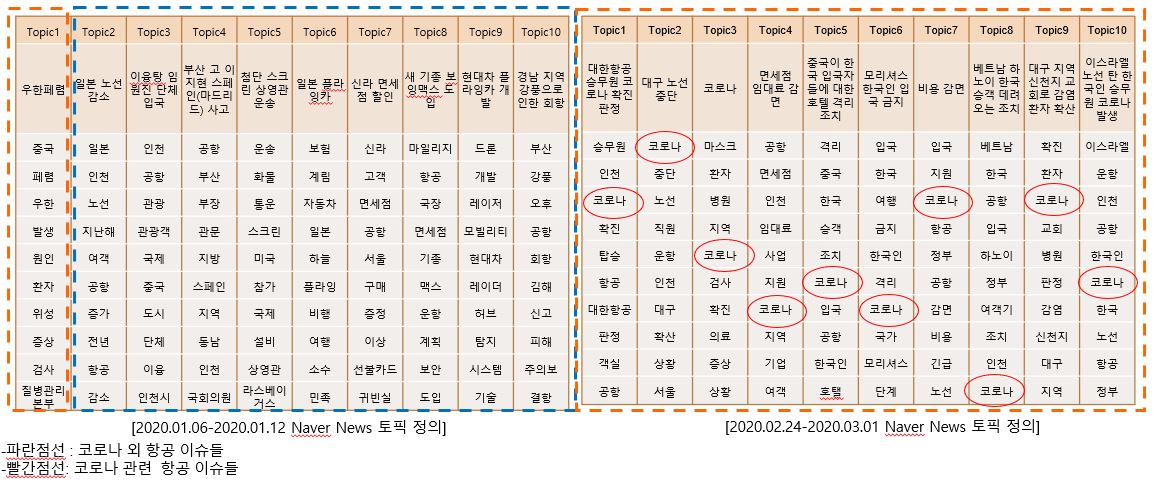 Topic1 Topic2 Topic3 Topic4 Topic5 Topic6 Topic7 Topic8 Topic9 Topic10
우한폐렴 일본 노선 감소 이용탕 임원진 단체 입국 부산 고 이지현 스페인(마드리드) 사고 첨단 스크린 상영관 운송 일본 플라잉카 신라 면세점 할인 새 기종 보잉맥스 도입 현대차 플라잉카 개발 경남 지역 강풍으로 인한 회항
중국 일본 인천 공항 운송 보험 신라 마일리지 드론 부산
폐렴 인천 공항 부산 화물 계림 고객 항공 개발 강풍
우한 노선 관광 부장 통운 자동차 면세점 국장 레이저 오후
발생 지난해 관광객 관문 스크린 일본 공항 면세점 모빌리티 공항
원인 여객 국제 지방 미국 하늘 서울 기종 현대차 회항
환자 공항 중국 스페인 참가 플라잉 구매 맥스 레이더 김해
위성 증가 도시 지역 국제 비행 증정 운항 허브 신고
증상 전년 단체 동남 설비 여행 이상 계획 탐지 피해
검사 항공 이용 인천 상영관 소수 선불카드 보안 시스템 주의보
질병관리본부 감소 인천시 국회의원 라스베이거스 민족 귀빈실 도입 기술 결항
[2020.01.06-2020.01.12 Naver News 토픽 정의]
Topic1 Topic2 Topic3 Topic4 Topic5 Topic6 Topic7 Topic8 Topic9 Topic10
대한항공 승무원 코로나 확진 판정 대구 노선 중단 코로나 면세점 임대료 감면 중국이 한국 입국자들에 대한 호텔 격리 조치 모리셔스 한국인 입국 금지 비용 감면 베트남 하노이 한국 승객 데려오는 조치 대구 지역 신천지 교회로 감염 환자 확산 이스라엘 노선 탄 한국인 승무원 코로나 발생
승무원 코로나 마스크 공항 격리 입국 입국 베트남 확진 이스라엘
인천 중단 환자 면세점 중국 한국 지원 한국 환자 운항
코로나 노선 병원 인천 한국 여행 코로나 공항 코로나 인천
확진 직원 지역 임대료 승객 금지 항공 입국 교회 공항
탑승 운항 코로나 사업 조치 한국인 정부 하노이 병원 한국인
항공 인천 검사 지원 코로나 격리 공항 정부 판정 코로나
대한항공 대구 확진 코로나 입국 코로나 감면 여객기 감염 한국
판정 확산 의료 지역 공항 국가 비용 조치 신천지 노선
객실 상황 증상 기업 한국인 모리셔스 긴급 인천 대구 항공
공항 서울 상황 여객 호탤 단계 노선 코로나 지역 정부
[2020.02.24-2020.03.01 Naver News 토픽 정의]
-파란점선 : 코로나 외 항공 이슈들
-빨간점선: 코로나 관련 항공 이슈들